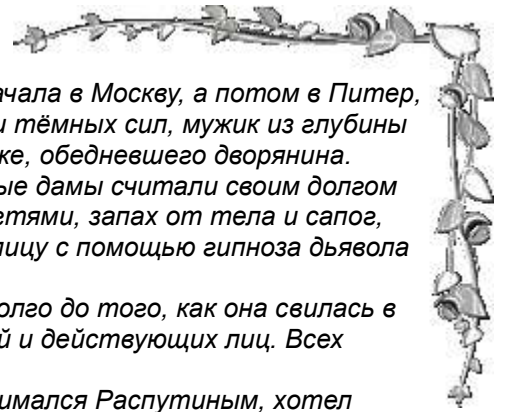 ачала в Москву, а потом в Питер,
и тёмных сил, мужик из глубины
же, обедневшего дворянина.
ые дамы считали своим долгом
етями, запах от тела и сапог,
лицу с помощью гипноза дьявола
олго до того, как она свилась в
й и действующих лиц. Всех
имался Распутиным, хотел